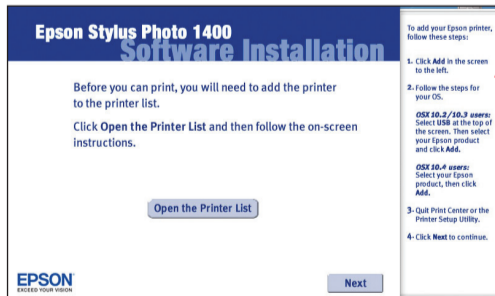 Epson Stylus Photo 1400
Software Installation
Before you can print, you will need to add the printer
to the printer list.
Click Open the Printer List and then follow the on-screen
instructions.
Open the Printer List
EPSON
EXCEED YOUR VISION
Next
To add your Epson printer,
follow these steps:
1. Click Add in the screen
to the left.
2. Follow the steps for
your OS.
OSX 10.2/10.3 users:
Select USB at the top of
the screen. Then select
your Epson product
and click Add.
OSX 10.4 users:
Select your Epson
product, then click
Add.
3- Quit Print Center or the
Printer Setup Utility.
4- Click Next to continue.